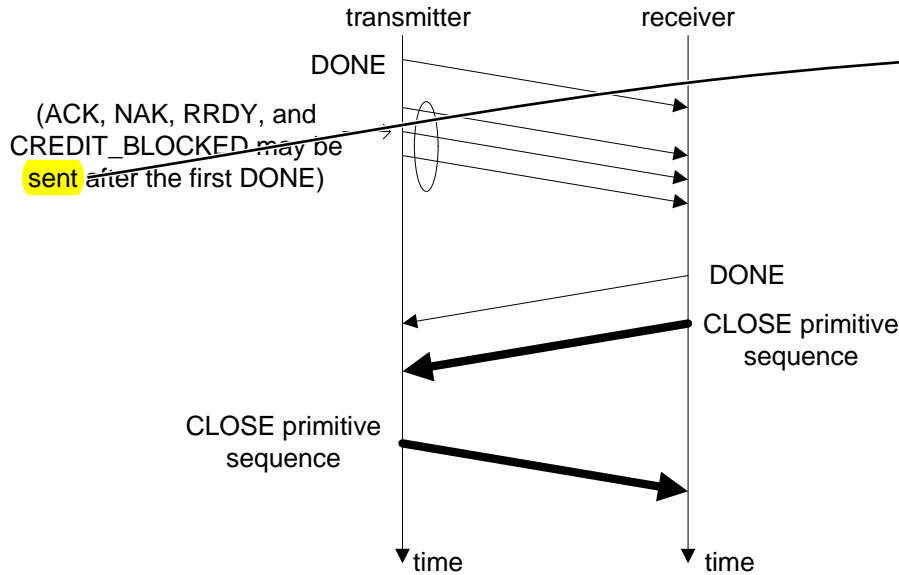 transmitter
receiver
DONE
(ACK, NAK, RRDY, and
CREDIT_BLOCKED may be
sent after the first DONE)
DONE
CLOSE primitive
sequence
CLOSE primitive
sequence
time
time